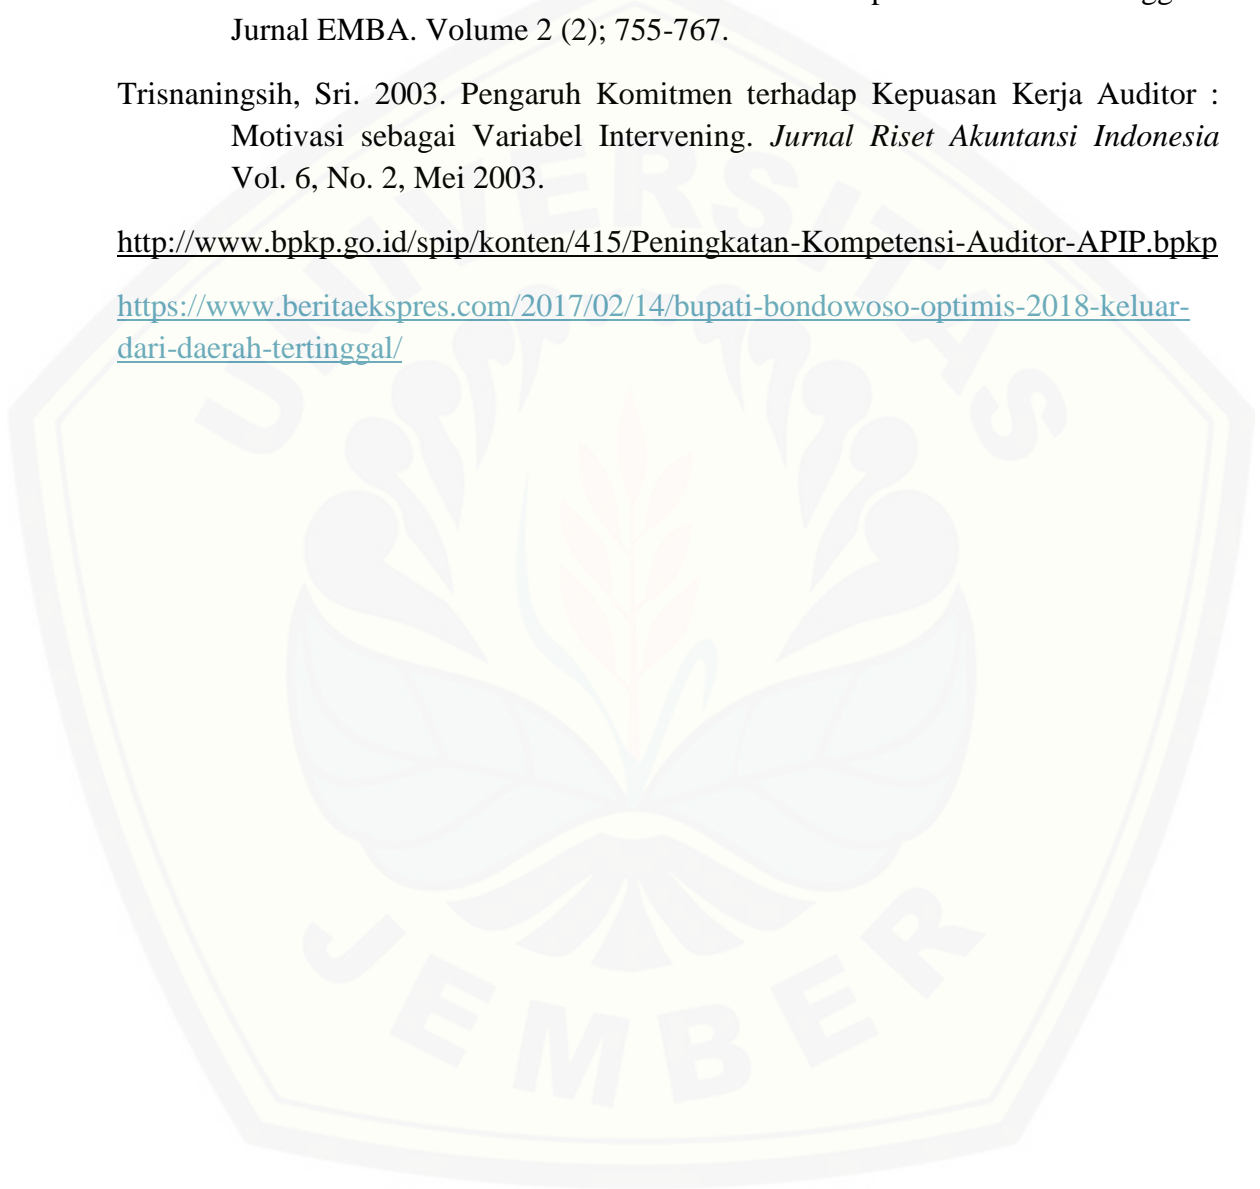 Jurnal EMBA. Volume 2 (2); 755-767.
Trisnaningsih, Sri. 2003. Pengaruh Komitmen terhadap Kepuasan Kerja Auditor :
Motivasi sebagai Variabel Intervening. Jurnal Riset Akuntansi Indonesia
Vol. 6, No. 2, Mei 2003.
http://www.bpkp.go.id/spip/konten/415/Peningkatan-Kompetensi-Auditor-APIP.bpkp
https://www.beritaekspres.com/2017/02/14/bupati-bondowoso-optimis-2018-keluar-
dari-daerah-tertinggal/
UNIVERSITAS
JEMBER